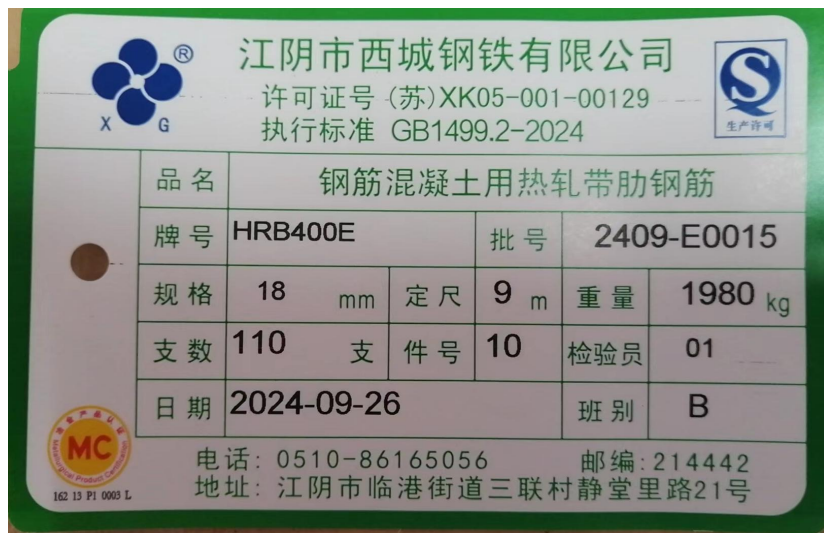 江阴市西城钢铁有限公司
®
X G
许可证号(苏)XK05-001-00129
执行标准 GB1499.2-2024
S
生产许可
品名 钢筋混凝土用热轧带肋钢筋
牌号 HRB400E 批号 2409-E0015
规格 18 mm 定尺 9 m 重量 1980 kg
支数 110 支 件号 10 检验员 01
日期 2024-09-26 班别 B
MC
Metallurgical Product Certification
162 13 P1 0003 L
电话: 0510-86165056 邮编: 214442
地址: 江阴市临港街道三联村静堂里路21号